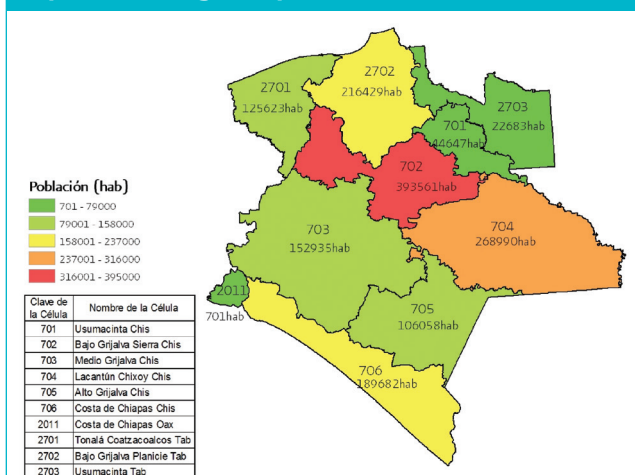 2701
125623hab
2702
216429hab
2703
22683hab
701
44647hab
702
393561hab
703
152935hab
704
268990hab
2011
701hab
705
106058hab
706
189682hab
Población (hab)
701 - 79000
79001 - 158000
158001 - 237000
237001 - 316000
316001 - 395000
Clave de la Célula Nombre de la Célula
701 Usumacinta Chis
702 Bajo Grijalva Sierra Chis
703 Medio Grijalva Chis
704 Lacantún Chixoy Chis
705 Alto Grijalva Chis
706 Costa de Chiapas Chis
2011 Costa de Chiapas Oax
2701 Tonalá Coatzacoalcos Tab
2702 Bajo Grijalva Planicie Tab
2703 Usumacinta Tab